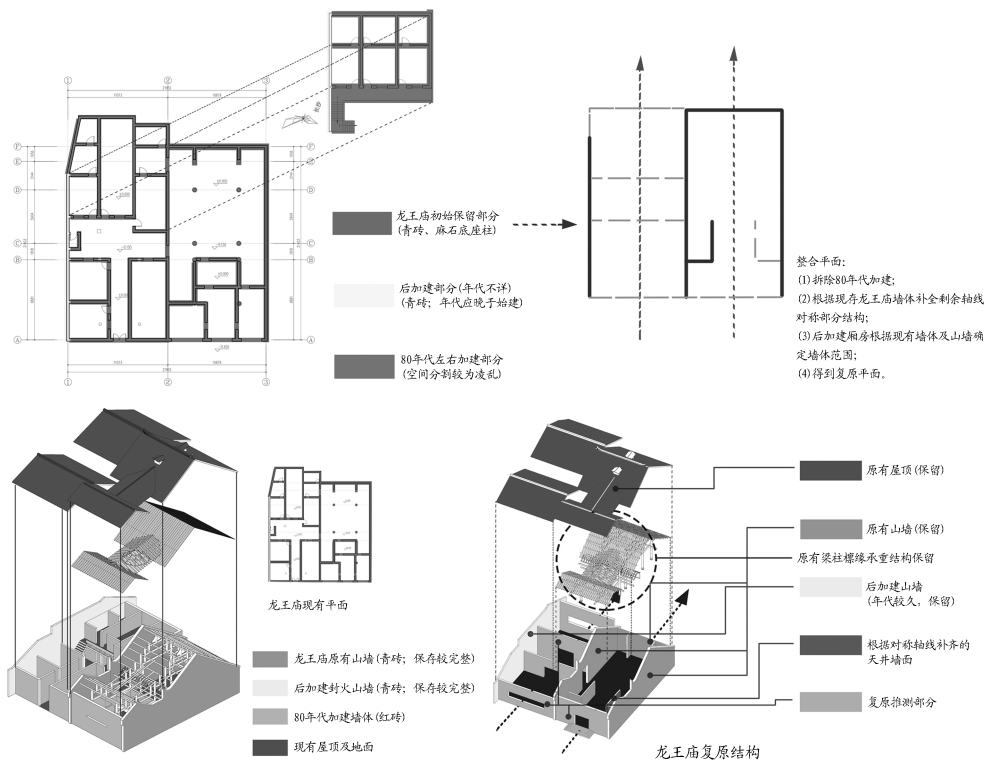 ① ② ③
Ⓕ
Ⓔ
Ⓓ
Ⓒ
Ⓑ
Ⓐ
Ⓕ
Ⓔ
Ⓓ
Ⓒ
Ⓑ
Ⓐ
① ② ③
龙王庙初始保留部分
(青砖、麻石底座柱)
后加建部分(年代不详)
(青砖；年代应晚于始建)
80年代左右加建部分
(空间分割较为凌乱)
整合平面：
(1)拆除80年代加建;
(2)根据现存龙王庙墙体补全剩余轴线
对称部分结构;
(3)后加建厢房根据现有墙体及山墙确
定墙体范围;
(4)得到复原平面。
龙王庙现有平面
龙王庙原有山墙(青砖；保存较完整)
后加建封火山墙(青砖；保存较完整)
80年代加建墙体(红砖)
现有屋顶及地面
原有屋顶(保留)
原有山墙(保留)
原有梁柱檩缘承重结构保留
后加建山墙
(年代较久，保留)
根据对称轴线补齐的
天井墙面
复原推测部分
龙王庙复原结构